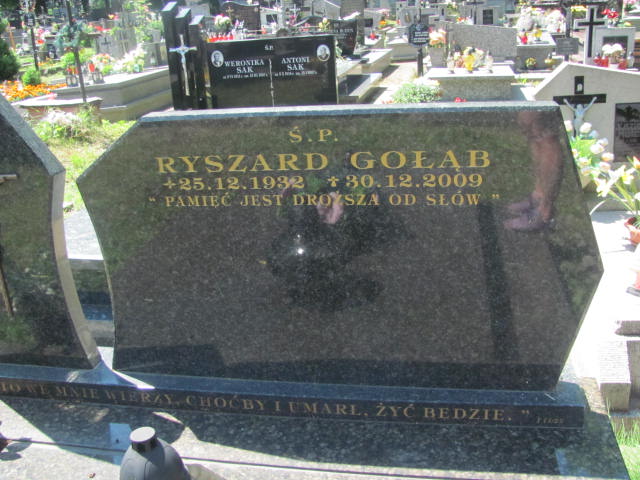 Ś.P.
WERONIKA ANTONI
SAK SAK
Ś.P.
RYSZARD GOŁĄB
25.12.1932 30.12.2009
“ PAMIĘĆ JEST DROŻSZA OD SŁÓW ”
WE MNIE WIERZY, CHOĆBY I UMARŁ, ŻYĆ BĘDZIE. ”